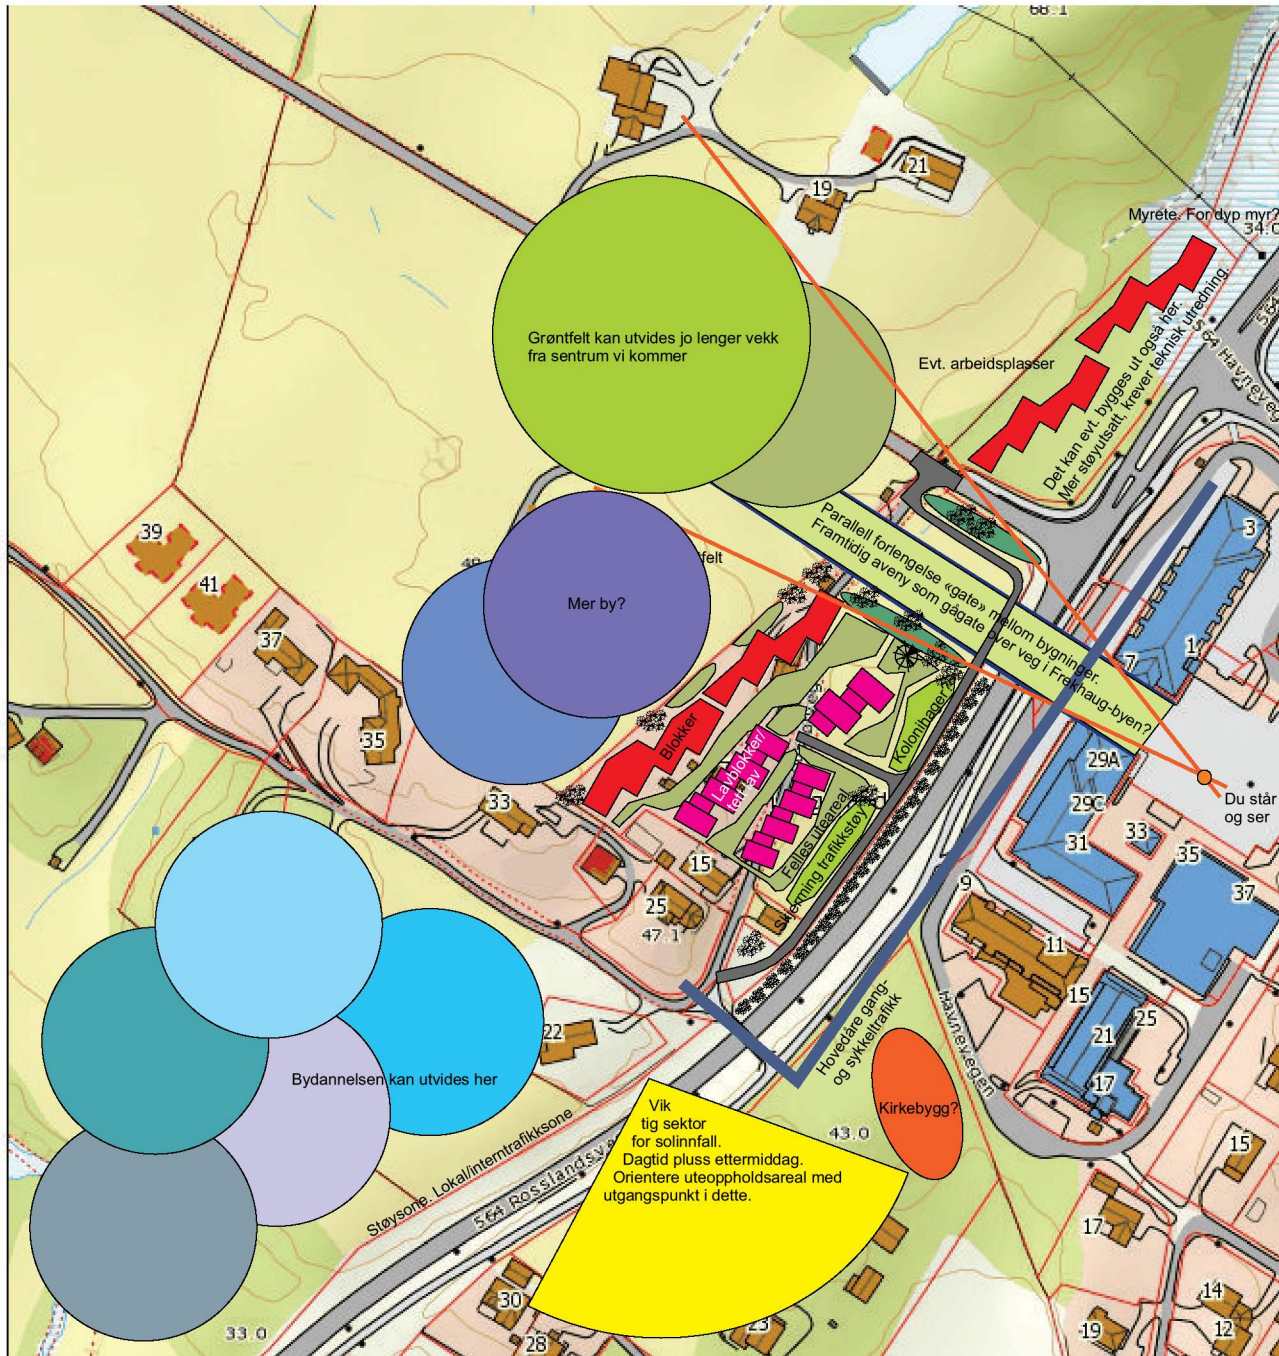 68.1
21
19
Myrete. For dyp myr?
34.0
Grøntfelt kan utvides jo lenger vekk
fra sentrum vi kommer
Evt. arbeidsplasser
Det kan evt. bygges ut også her.
Mer støyutsatt, krever teknisk utredning.
564 Havneveg
564
Parallell forlengelse «gate» mellom bygninger.
Framtidig aveny som gågate over veg i Frekhaug-byen?
3
1
7
39
41
37
35
33
felt
Mer by?
Blokker
Lavblokker/
tett lav
Kolonihager
Felles uteareal
Skjerming trafikkstøy
29A
29C
31
33
35
37
Du står
og ser
15
25
47.1
9
11
15
21
25
17
Havnevegen
Hovedåre gang-
og sykkeltrafikk
22
Bydannelsen kan utvides her
Støysone. Lokal/interntrafikksone
564 Rosslandsv
Vik
tig sektor
for solinnfall.
Dagtid pluss ettermiddag.
Orientere uteoppholdsareal med
utgangspunkt i dette.
Kirkebygg?
43.0
15
17
14
12
19
23
30
28
33.0